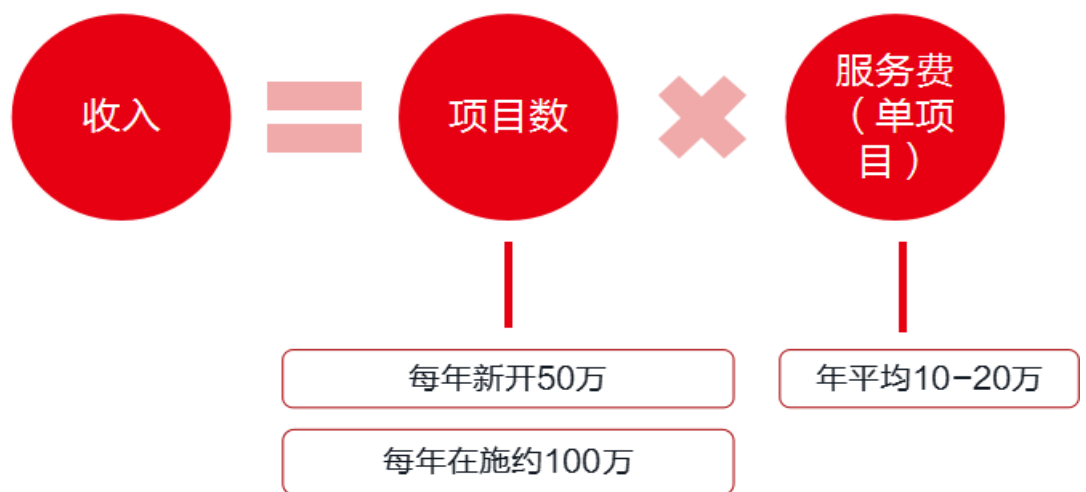 收入
项目数
服务费
（单项
目）
每年新开50万
年平均10-20万
每年在施约100万